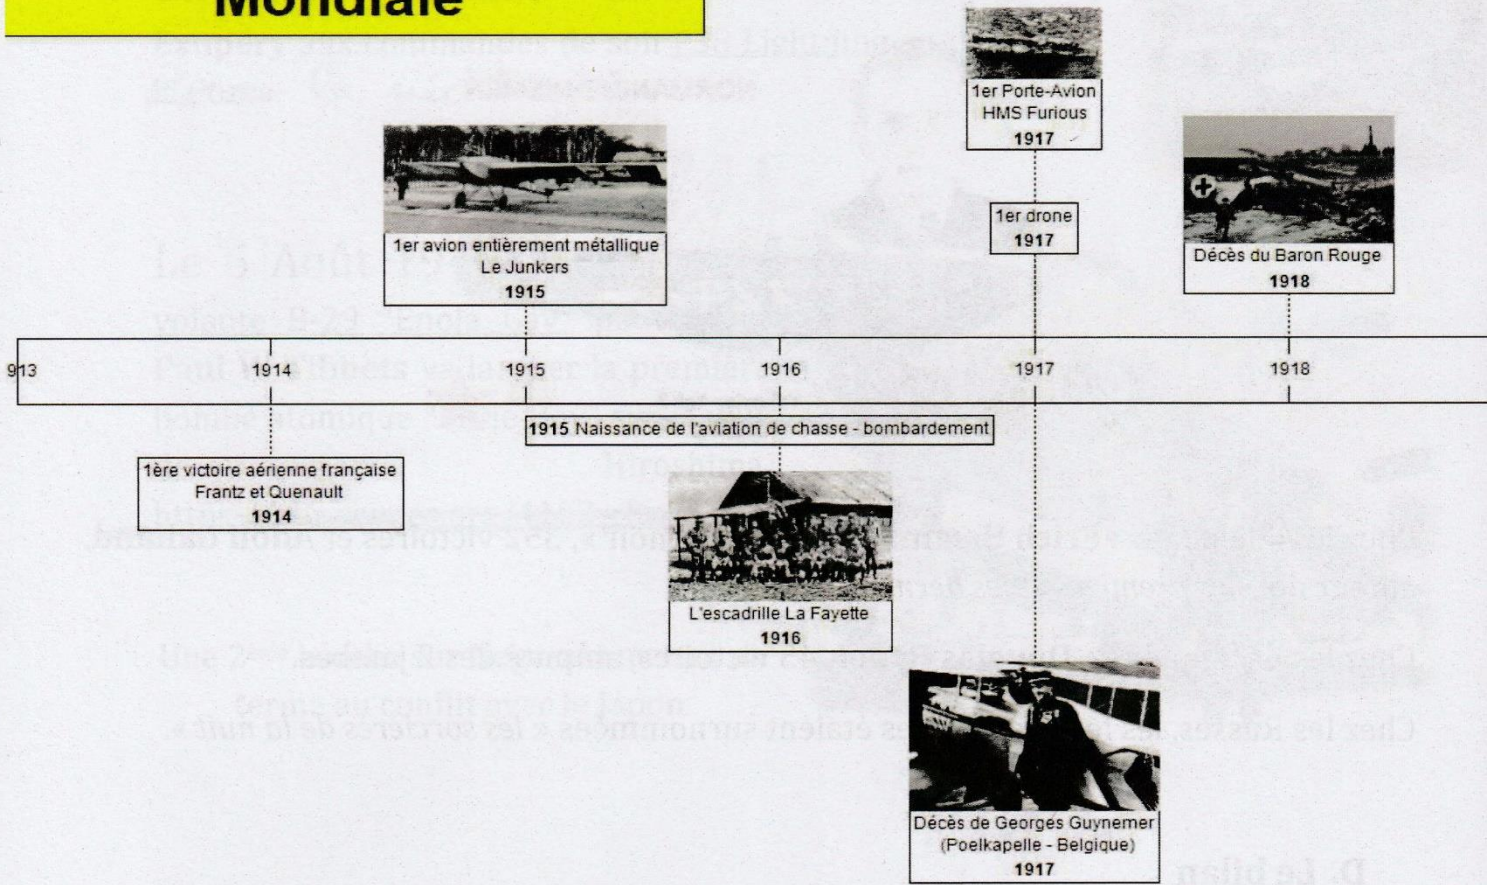 Mondiale
1er Porte-Avion
HMS Furious
1917
1er drone
1917
1er avion entièrement métallique
Le Junkers
1915
Décès du Baron Rouge
1918
913
1914
1915
1916
1917
1918
1915 Naissance de l'aviation de chasse - bombardement
1ère victoire aérienne française
Frantz et Quenault
1914
L'escadrille La Fayette
1916
Décès de Georges Guynemer
(Poelkapelle - Belgique)
1917